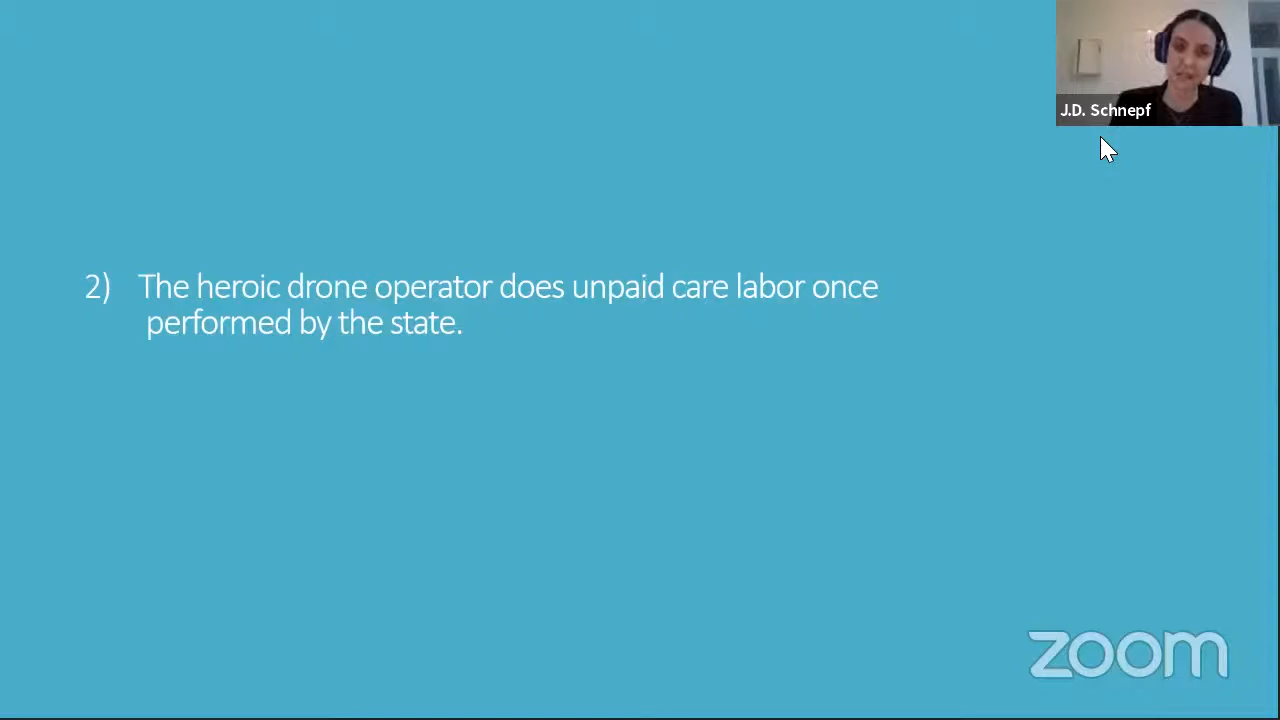 J.D. Schnepf
2) The heroic drone operator does unpaid care labor once
performed by the state.
zoom